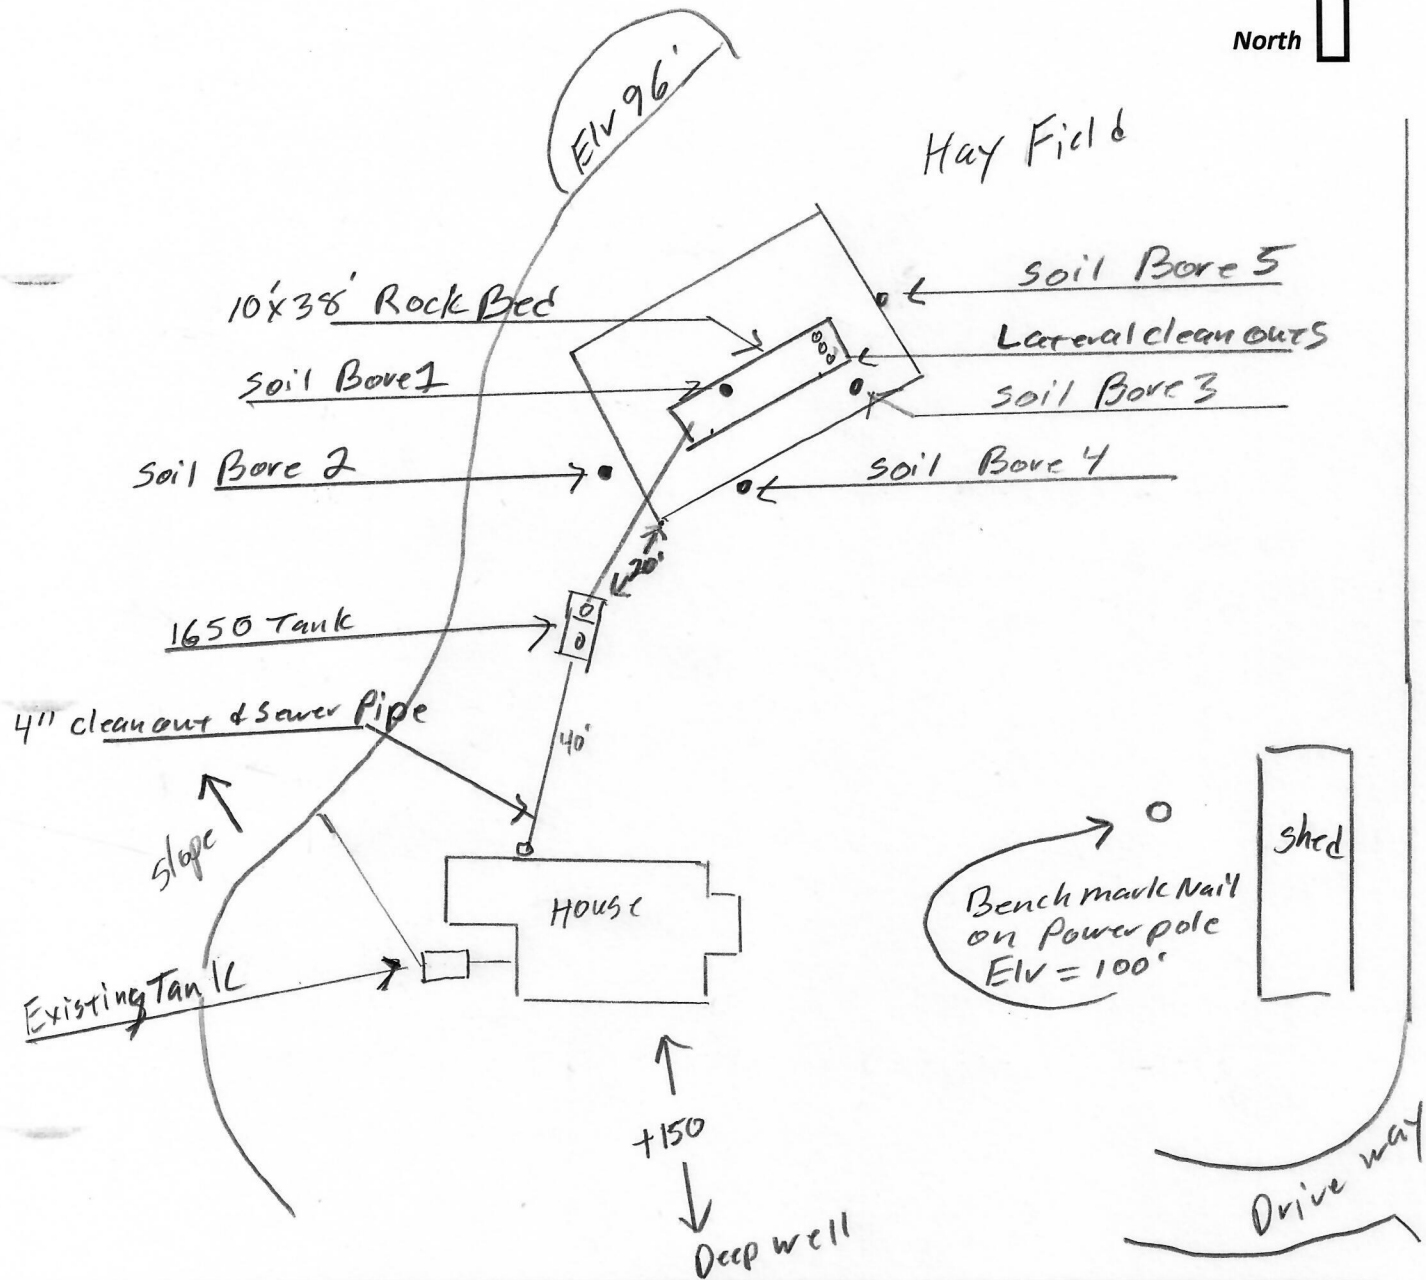 North
Elv 96'
Hay Field
Soil Bore 5
10'x38' Rock Bed
Lateral clean outs
Soil Bore 1
Soil Bore 3
Soil Bore 2
Soil Bore 4
20'
1650 Tank
4" clean out & Sewer Pipe
40'
Slope
Shed
House
Benchmark Nail
on Power pole
Elv = 100'
Existing Tank
+150
Drive way
Deep well